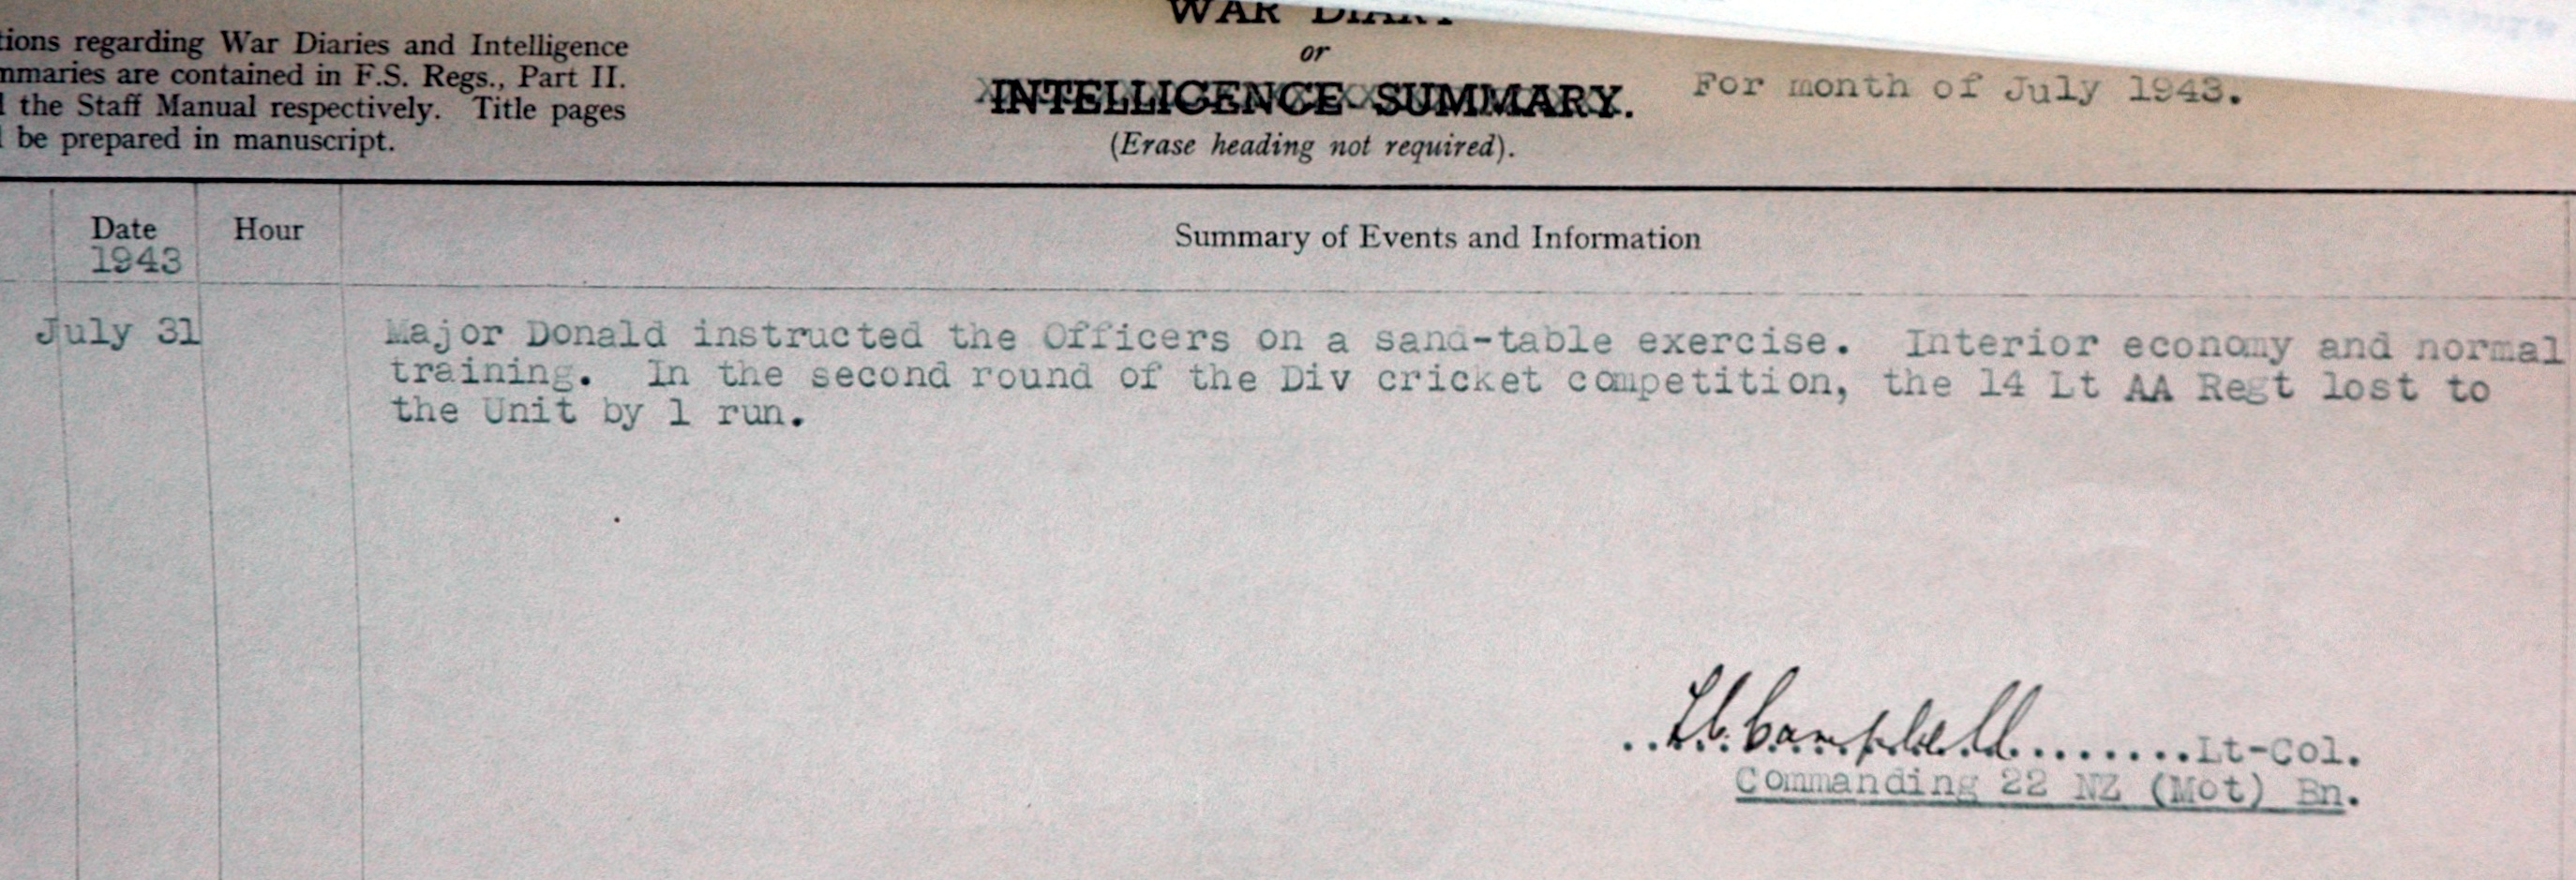 WAR DIARY
or
INTELLIGENCE SUMMARY.
(Erase heading not required).
For month of July 1943.
tions regarding War Diaries and Intelligence
mmaries are contained in F.S. Regs., Part II.
the Staff Manual respectively. Title pages
be prepared in manuscript.
Date
1943
Hour
Summary of Events and Information
July 31
Major Donald instructed the Officers on a sand-table exercise. Interior economy and normal
training. In the second round of the Div cricket competition, the 14 Lt AA Regt lost to
the Unit by 1 run.
Campbell........Lt-Col.
Commanding 22 NZ (Mot) Bn.